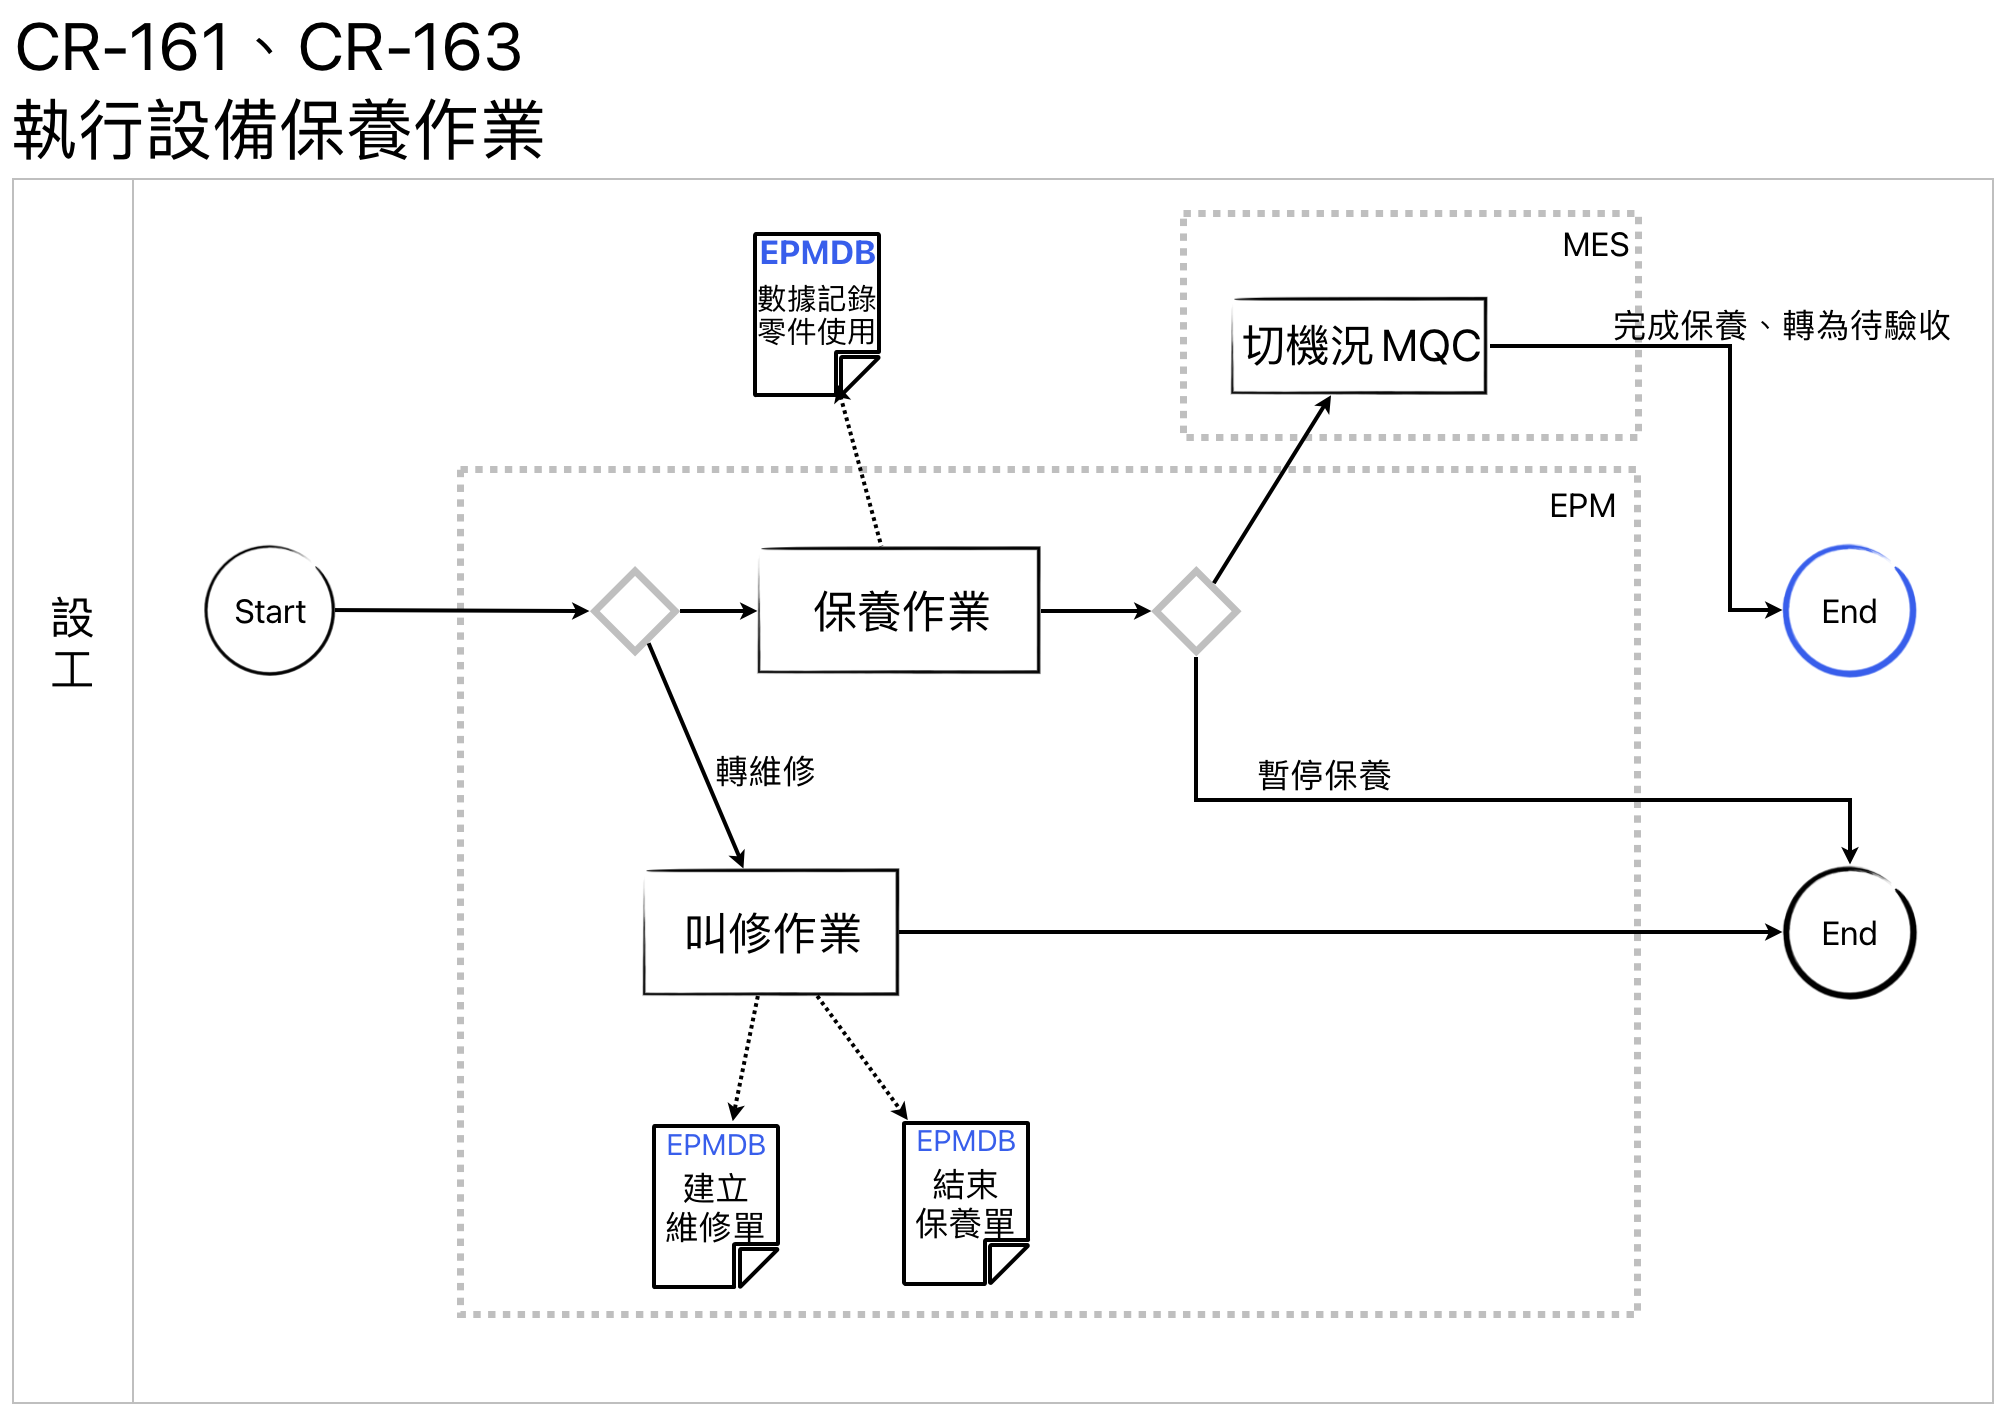 CR-161、CR-163
執行設備保養作業
設
工
Start
EPMDB
數據記錄
零件使用
MES
切機況 MQC
完成保養、轉為待驗收
EPM
保養作業
End
轉維修
暫停保養
叫修作業
End
EPMDB
建立
維修單
EPMDB
結束
保養單